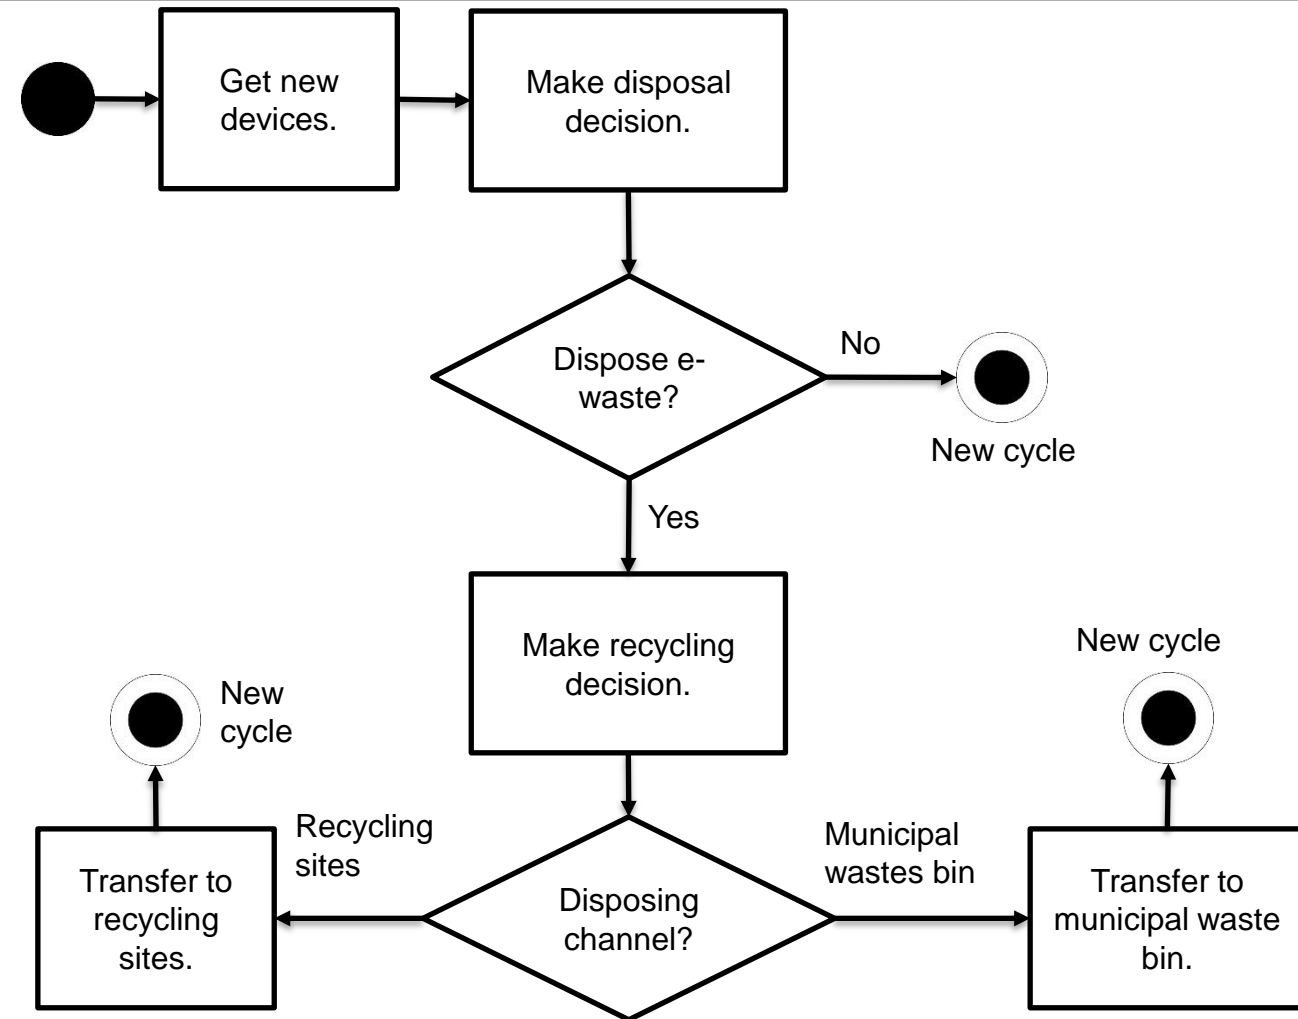 Get new
devices.
Make disposal
decision.
Dispose e-
waste?
No
New cycle
Yes
Make recycling
decision.
New cycle
New
cycle
Recycling
sites
Municipal
wastes bin
Transfer to
recycling
sites.
Disposing
channel?
Transfer to
municipal waste
bin.